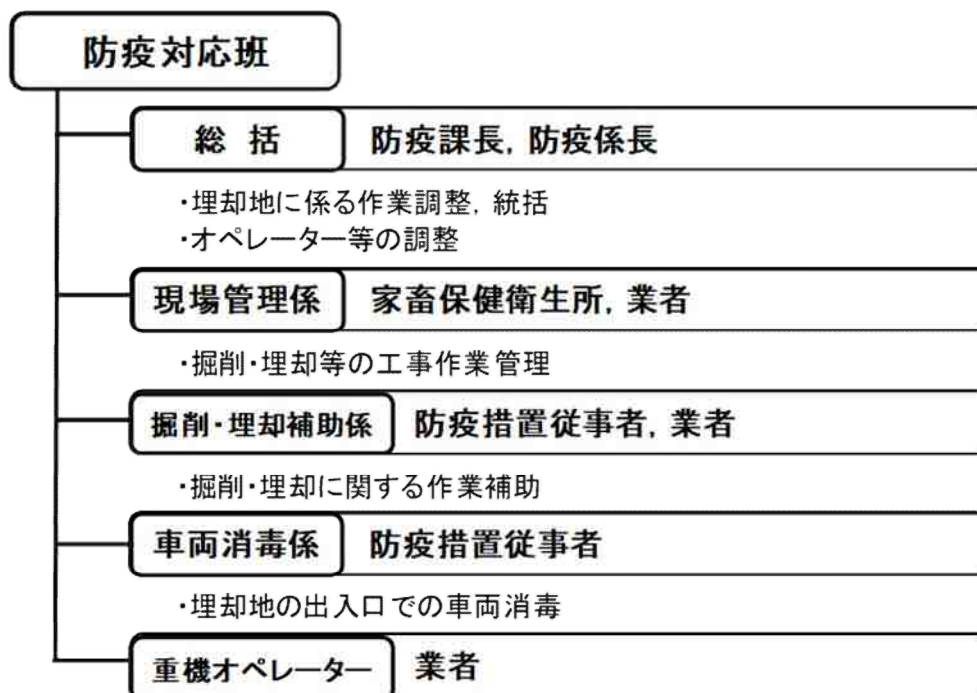 防疫対応班
総 括 防疫課長, 防疫係長
・埋却地に係る作業調整, 統括
・オペレーター等の調整
現場管理係 家畜保健衛生所, 業者
・掘削・埋却等の工事作業管理
掘削・埋却補助係 防疫措置従事者, 業者
・掘削・埋却に関する作業補助
車両消毒係 防疫措置従事者
・埋却地の出入口での車両消毒
重機オペレーター 業者